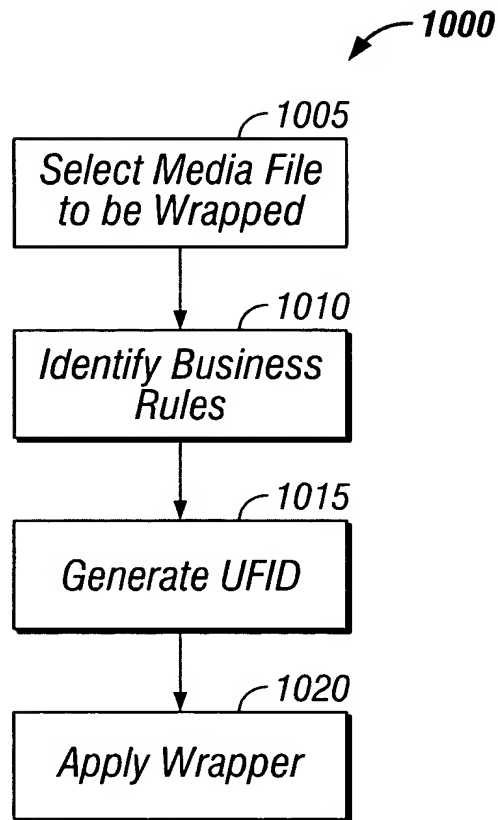 1000
1005
Select Media File
to be Wrapped
1010
Identify Business
Rules
1015
Generate UFID
1020
Apply Wrapper